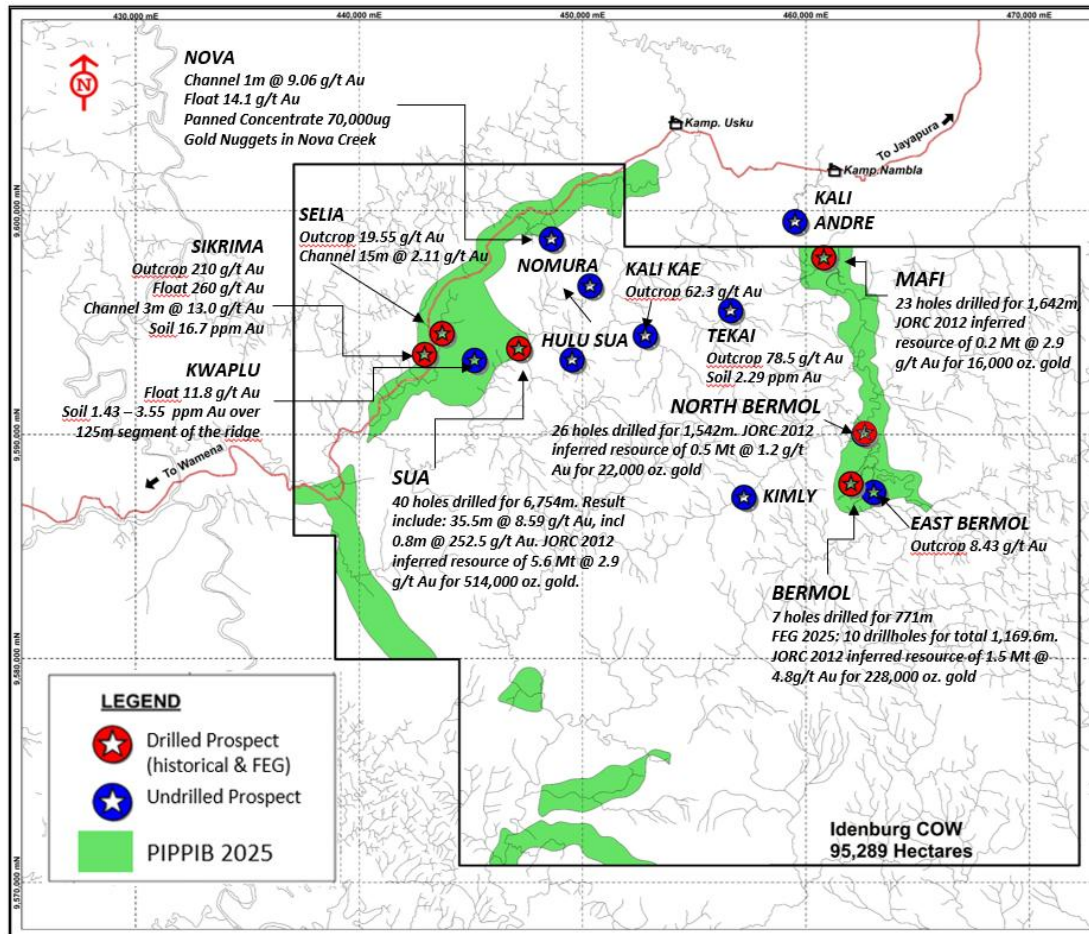 430,000 mE
440,000 mE
450,000 mE
460,000 mE
470,000 mE
9,600,000 mN
9,590,000 mN
9,580,000 mN
9,570,000 mN
N
NOVA
Channel 1m @ 9.06 g/t Au
Float 14.1 g/t Au
Panned Concentrate 70,000ug
Gold Nuggets in Nova Creek
Kamp. Usku
To Jayapura
Kamp.Nambla
KALI
ANDRE
SELIA
Outcrop 19.55 g/t Au
Channel 15m @ 2.11 g/t Au
SIKRIMA
Outcrop 210 g/t Au
Float 260 g/t Au
Channel 3m @ 13.0 g/t Au
Soil 16.7 ppm Au
NOMURA
KALI KAE
Outcrop 62.3 g/t Au
MAFI
23 holes drilled for 1,642m
JORC 2012 inferred
resource of 0.2 Mt @ 2.9
g/t Au for 16,000 oz. gold
HULU SUA
TEKAI
Outcrop 78.5 g/t Au
Soil 2.29 ppm Au
KWAPLU
Float 11.8 g/t Au
Soil 1.43 – 3.55 ppm Au over
125m segment of the ridge
NORTH BERMOL
26 holes drilled for 1,542m. JORC 2012
inferred resource of 0.5 Mt @ 1.2 g/t
Au for 22,000 oz. gold
To Wamena
SUA
40 holes drilled for 6,754m. Result
include: 35.5m @ 8.59 g/t Au, incl
0.8m @ 252.5 g/t Au. JORC 2012
inferred resource of 5.6 Mt @ 2.9
g/t Au for 514,000 oz. gold.
KIMLY
EAST BERMOL
Outcrop 8.43 g/t Au
BERMOL
7 holes drilled for 771m
FEG 2025: 10 drillholes for total 1,169.6m.
JORC 2012 inferred resource of 1.5 Mt @
4.8g/t Au for 228,000 oz. gold
LEGEND
Drilled Prospect
(historical & FEG)
Undrilled Prospect
PIPPIB 2025
Idenburg COW
95,289 Hectares